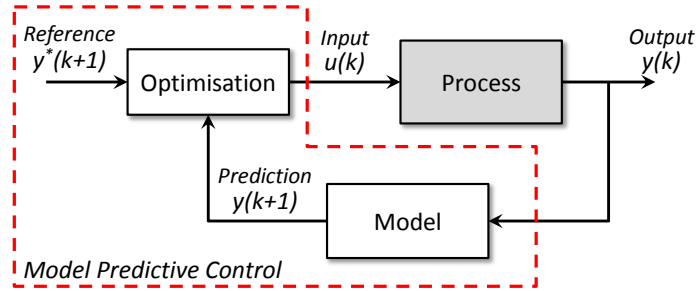 Reference
y*(k+1)
Optimisation
Input
u(k)
Process
Output
y(k)
Prediction
y(k+1)
Model
Model Predictive Control